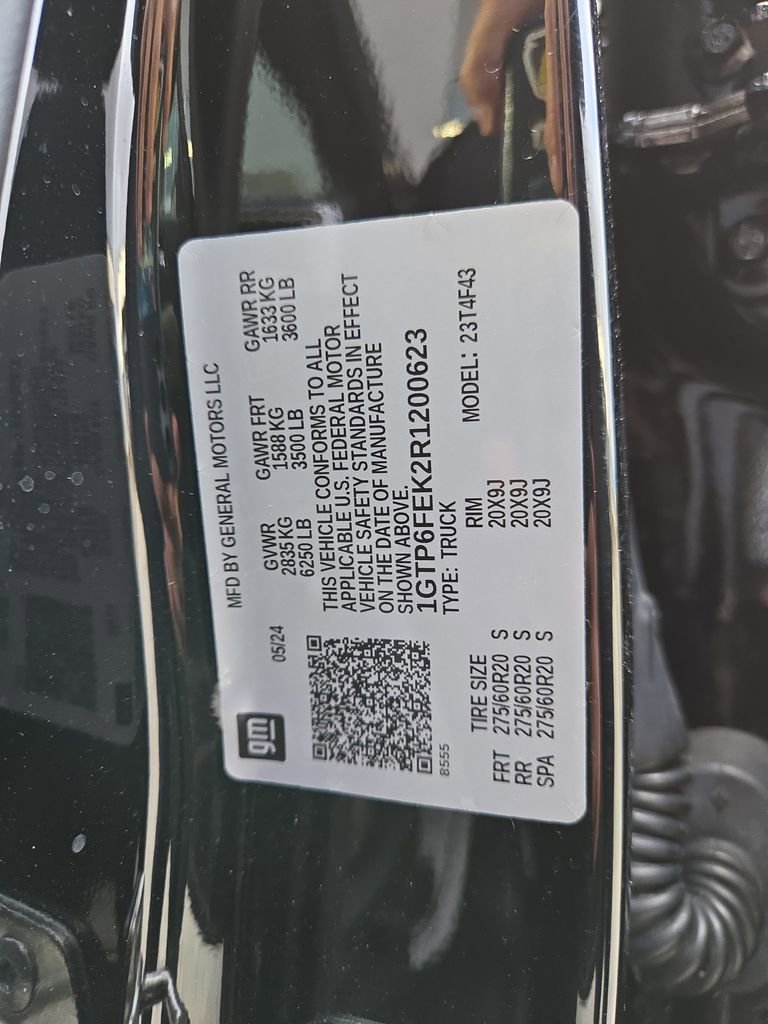 gm
MFD BY GENERAL MOTORS LLC
05/24
GVWR GAWR FRT GAWR RR
2835 KG 1588 KG 1633 KG
6250 LB 3500 LB 3600 LB
THIS VEHICLE CONFORMS TO ALL
APPLICABLE U.S. FEDERAL MOTOR
VEHICLE SAFETY STANDARDS IN EFFECT
ON THE DATE OF MANUFACTURE
SHOWN ABOVE.
1GTP6FEK2R1200623
8555
TYPE: TRUCK MODEL: 23T4F43
TIRE SIZE RIM
FRT 275/60R20 S 20X9J
RR 275/60R20 S 20X9J
SPA 275/60R20 S 20X9J